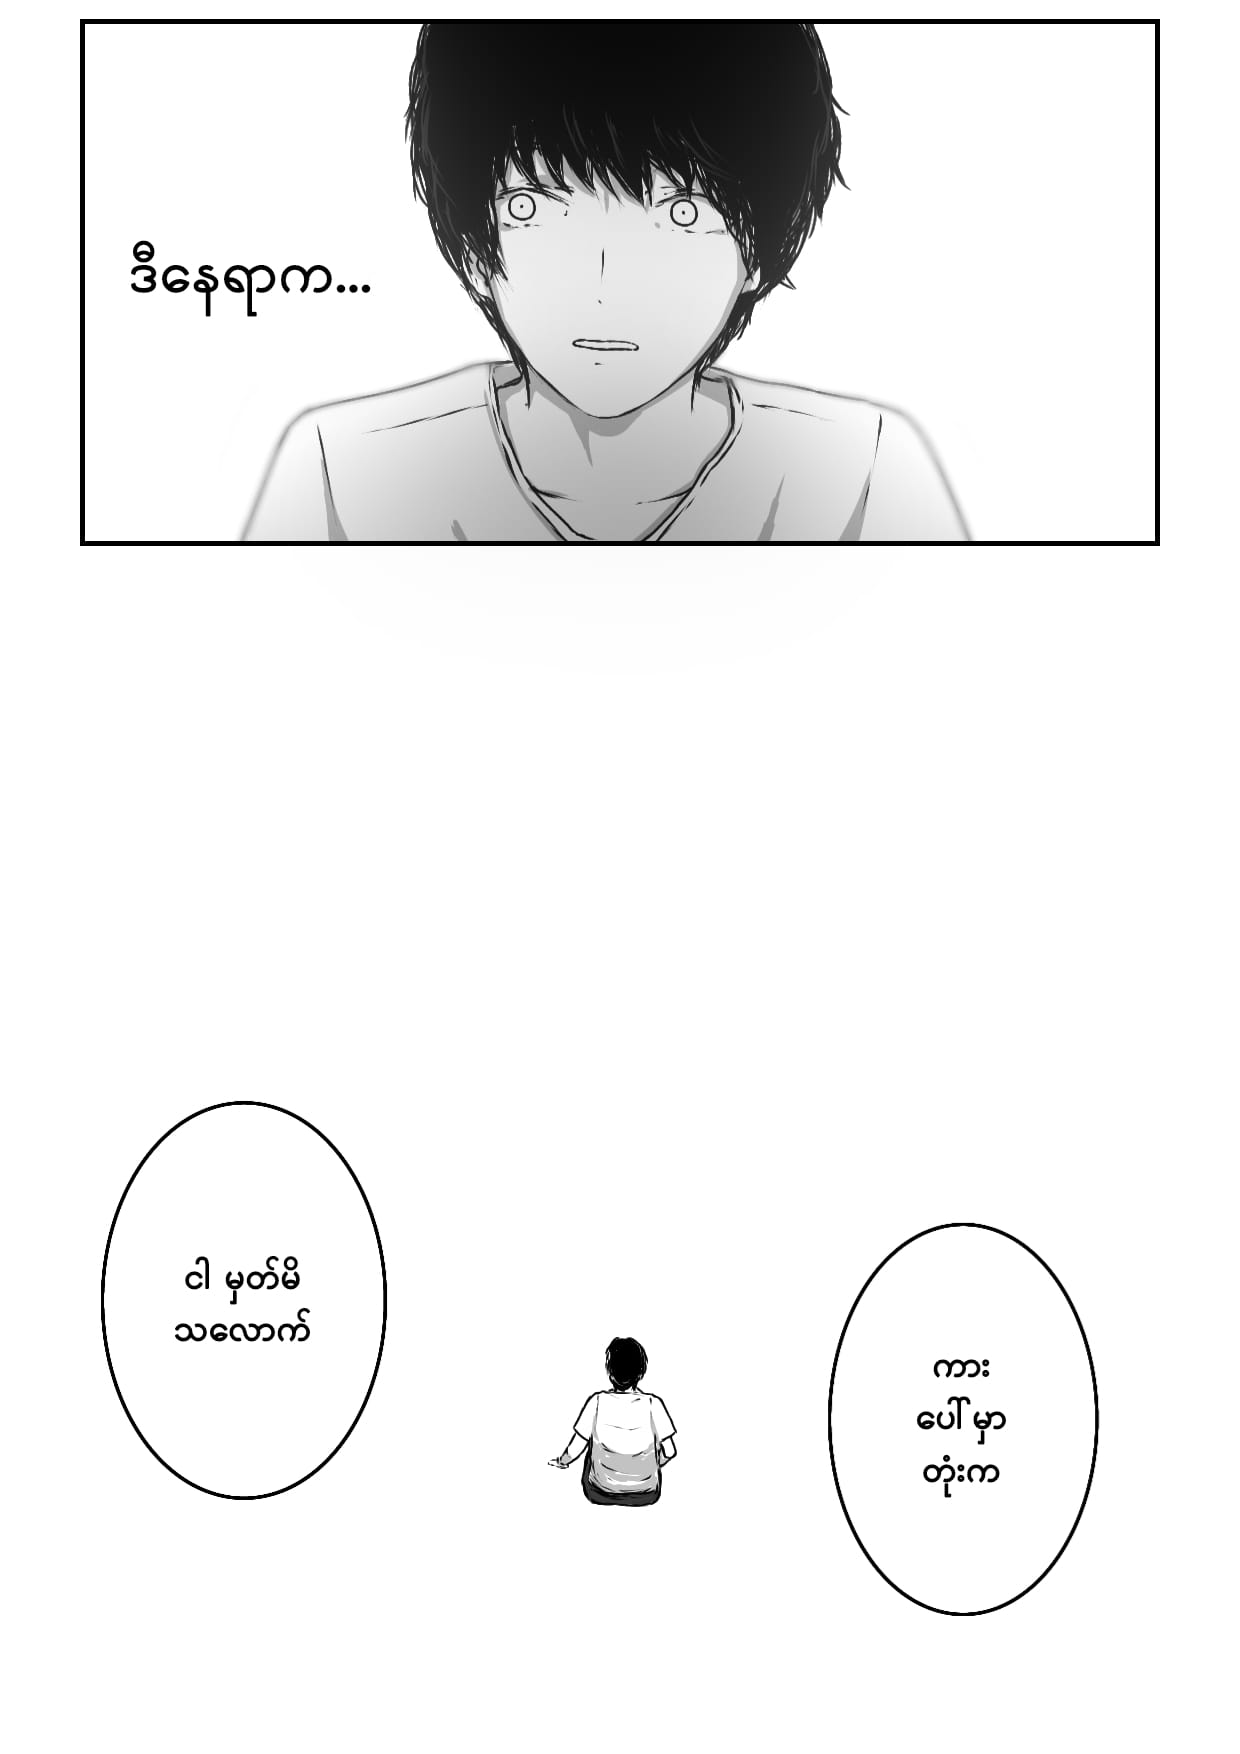 ဒီနေရာက...
ငါ မှတ်မိ
သလောက်
ကား
ပေါ်မှာ
တုံးက